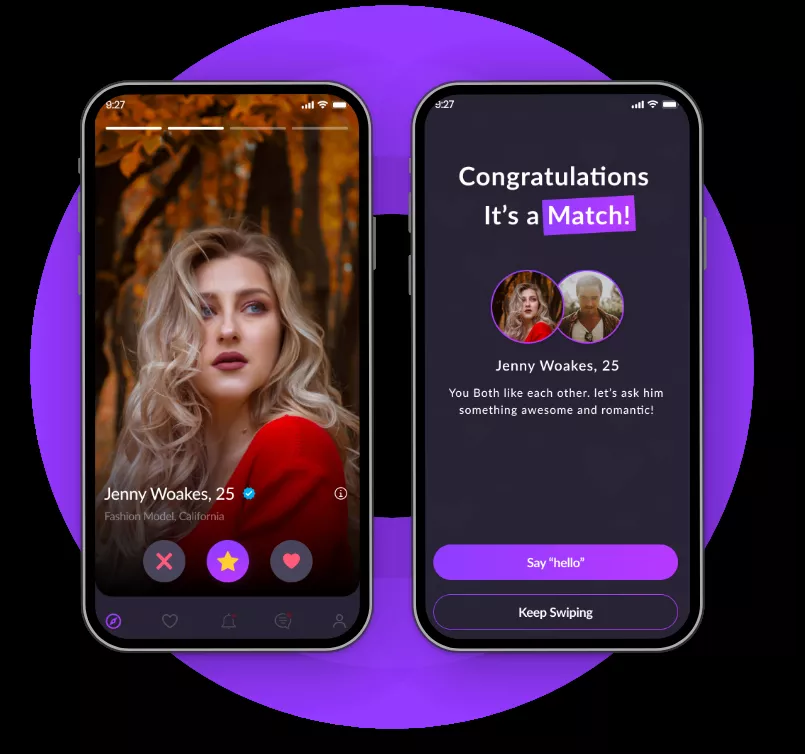 9:27
Jenny Woakes, 25
Fashion Model, California
9:27
Congratulations
It's a Match!
Jenny Woakes, 25
You Both like each other. let's ask him
something awesome and romantic!
Say “hello”
Keep Swiping